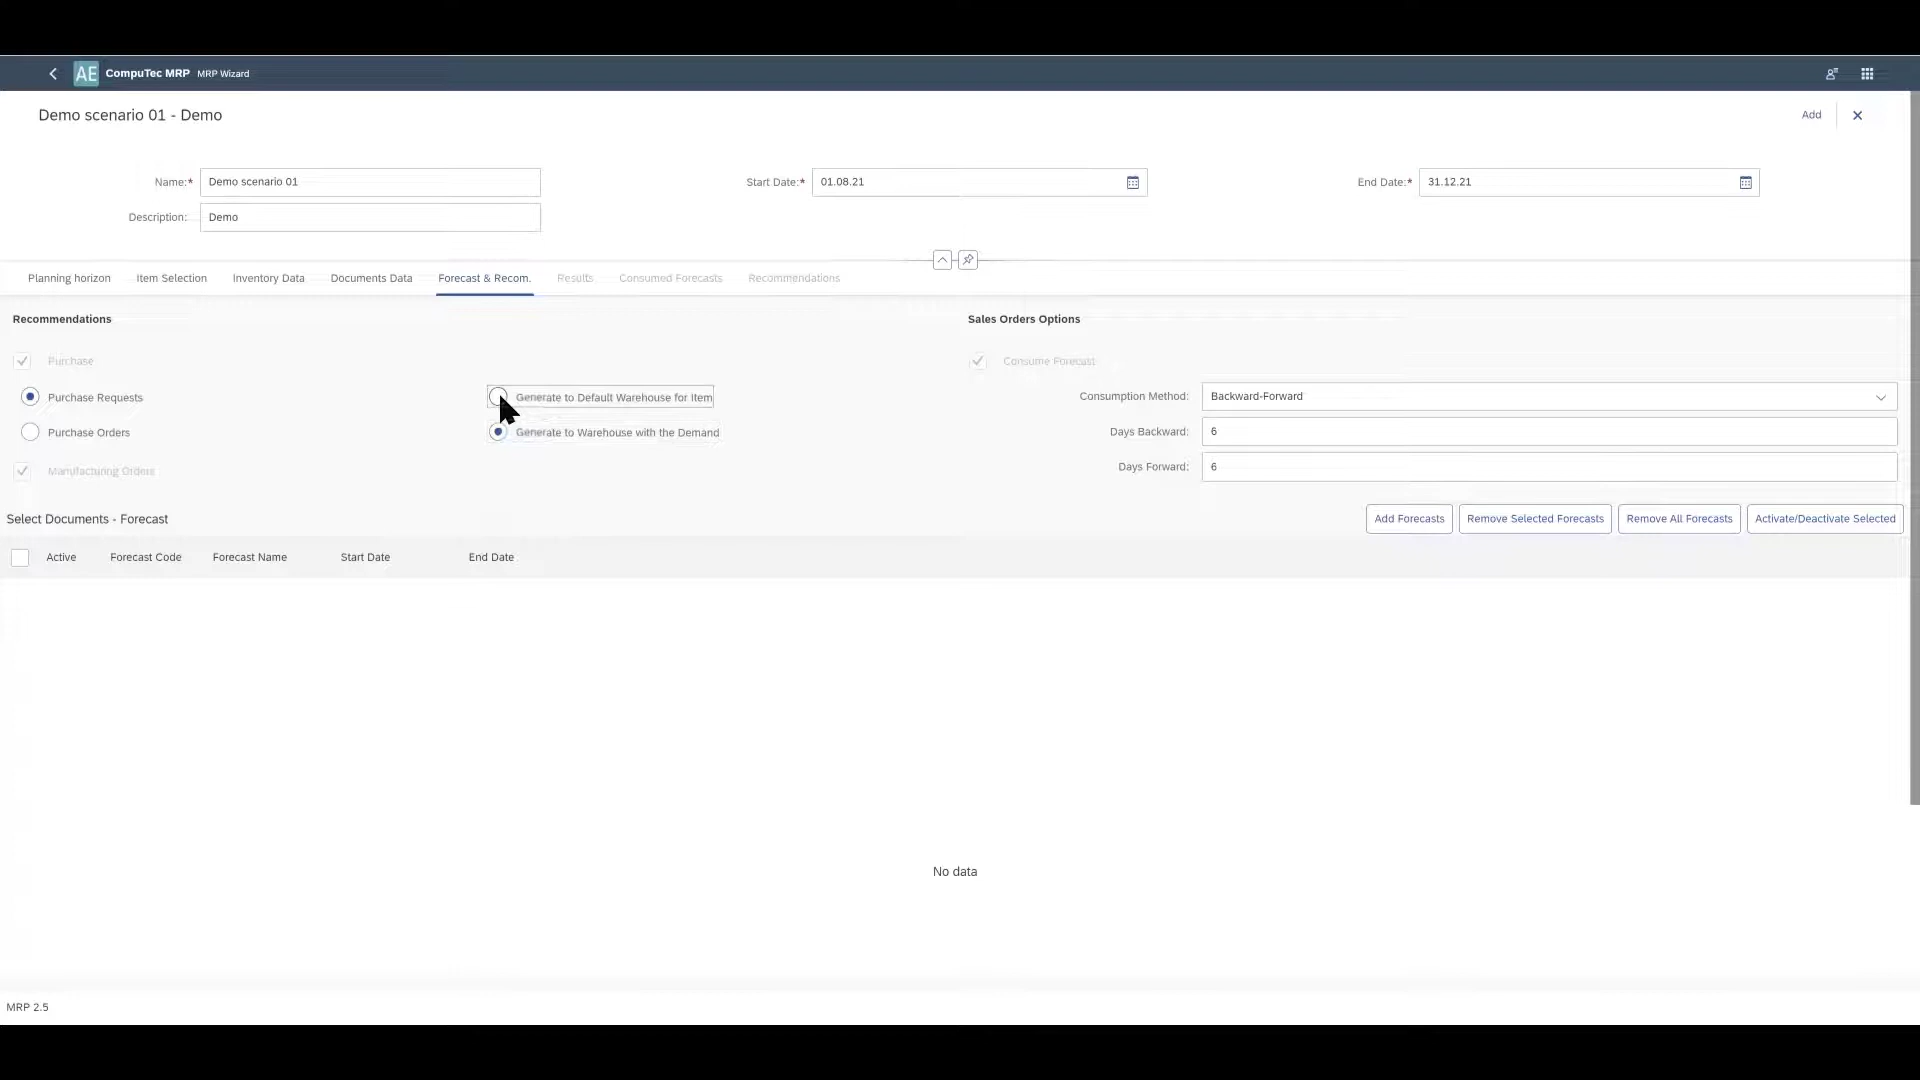 AE CompuTec MRP MRP Wizard
Demo scenario 01 - Demo
Add
Name:* Demo scenario 01
Start Date:* 01.08.21
End Date:* 31.12.21
Description: Demo
Planning horizon Item Selection Inventory Data Documents Data Forecast & Recom. Results Consumed Forecasts Recommendations
Recommendations
Sales Orders Options
Purchase
Consume Forecast
Purchase Requests
Generate to Default Warehouse for Item
Consumption Method: Backward-Forward
Purchase Orders
Generate to Warehouse with the Demand
Days Backward: 6
Manufacturing Orders
Days Forward: 6
Select Documents - Forecast
Add Forecasts Remove Selected Forecasts Remove All Forecasts Activate/Deactivate Selected
Active Forecast Code Forecast Name Start Date End Date
No data
MRP 2.5